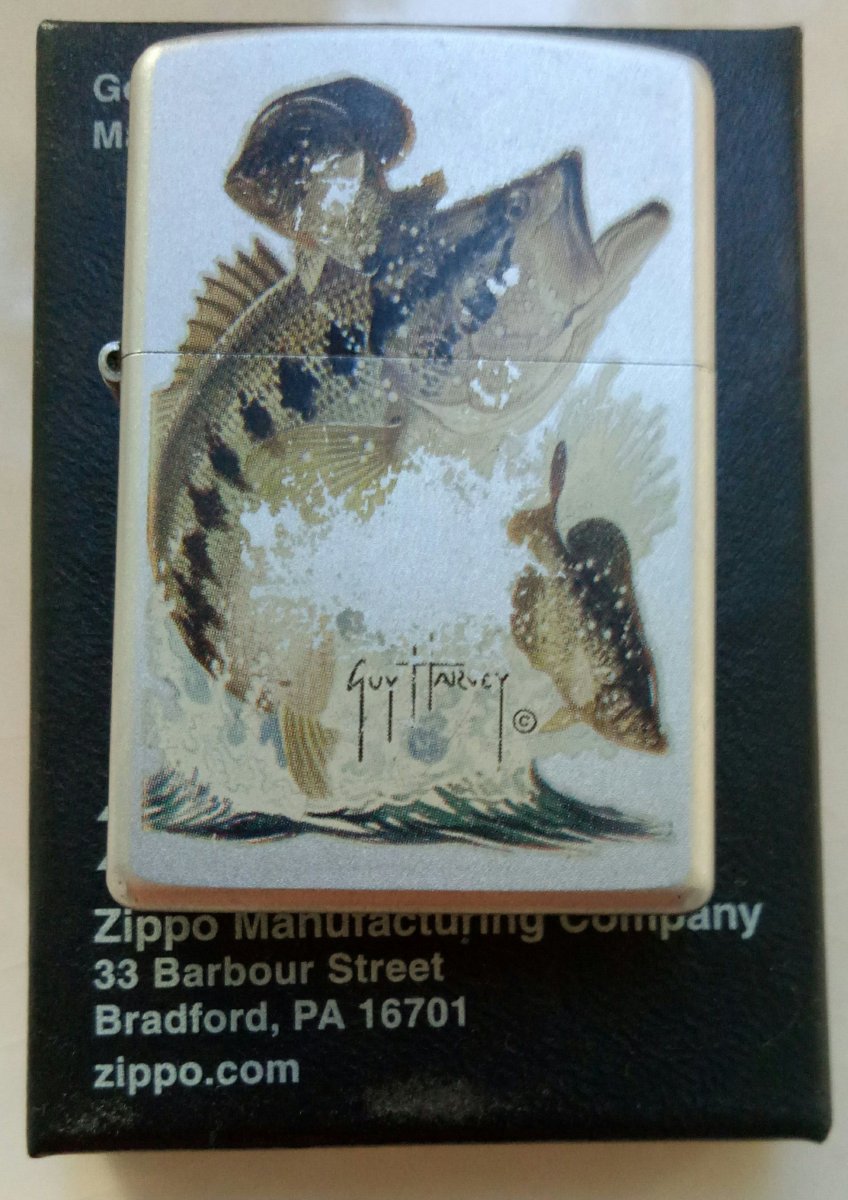 GUY HARVEY ©
Zippo Manufacturing Company
33 Barbour Street
Bradford, PA 16701
zippo.com